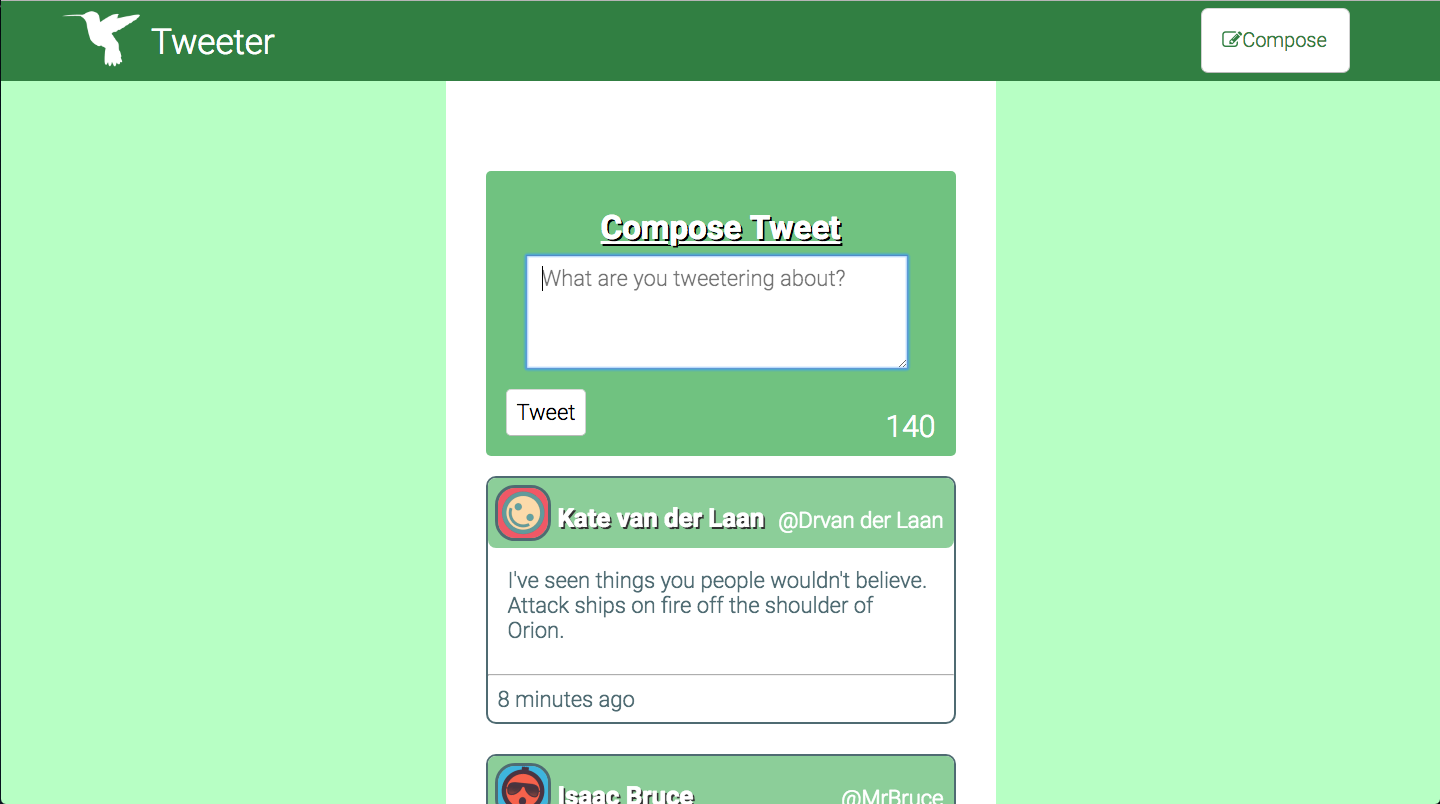 Tweeter
Compose
Compose Tweet
What are you tweetering about?
Tweet
140
Kate van der Laan @Drvan der Laan
I've seen things you people wouldn't believe.
Attack ships on fire off the shoulder of
Orion.
8 minutes ago
Isaac Bruce @MrBruce